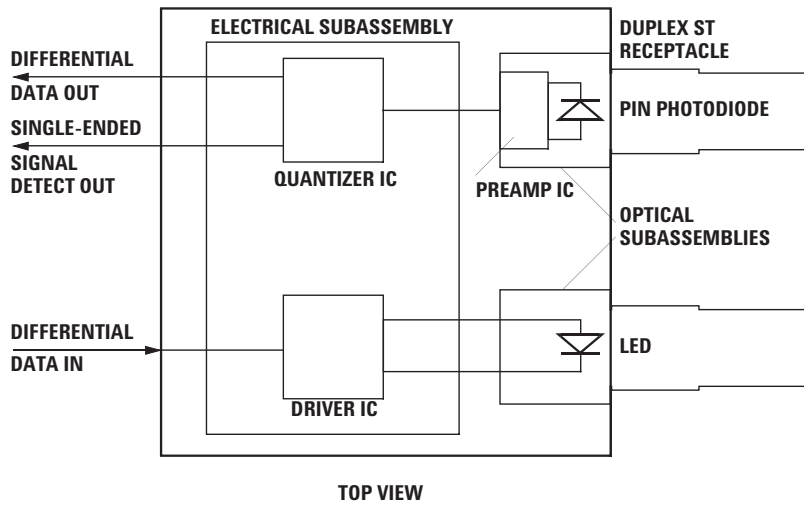 ELECTRICAL SUBASSEMBLY
DUPLEX ST
RECEPTACLE
DIFFERENTIAL
DATA OUT
PIN PHOTODIODE
SINGLE-ENDED
SIGNAL
DETECT OUT
QUANTIZER IC
PREAMP IC
OPTICAL
SUBASSEMBLIES
DIFFERENTIAL
DATA IN
LED
DRIVER IC
TOP VIEW